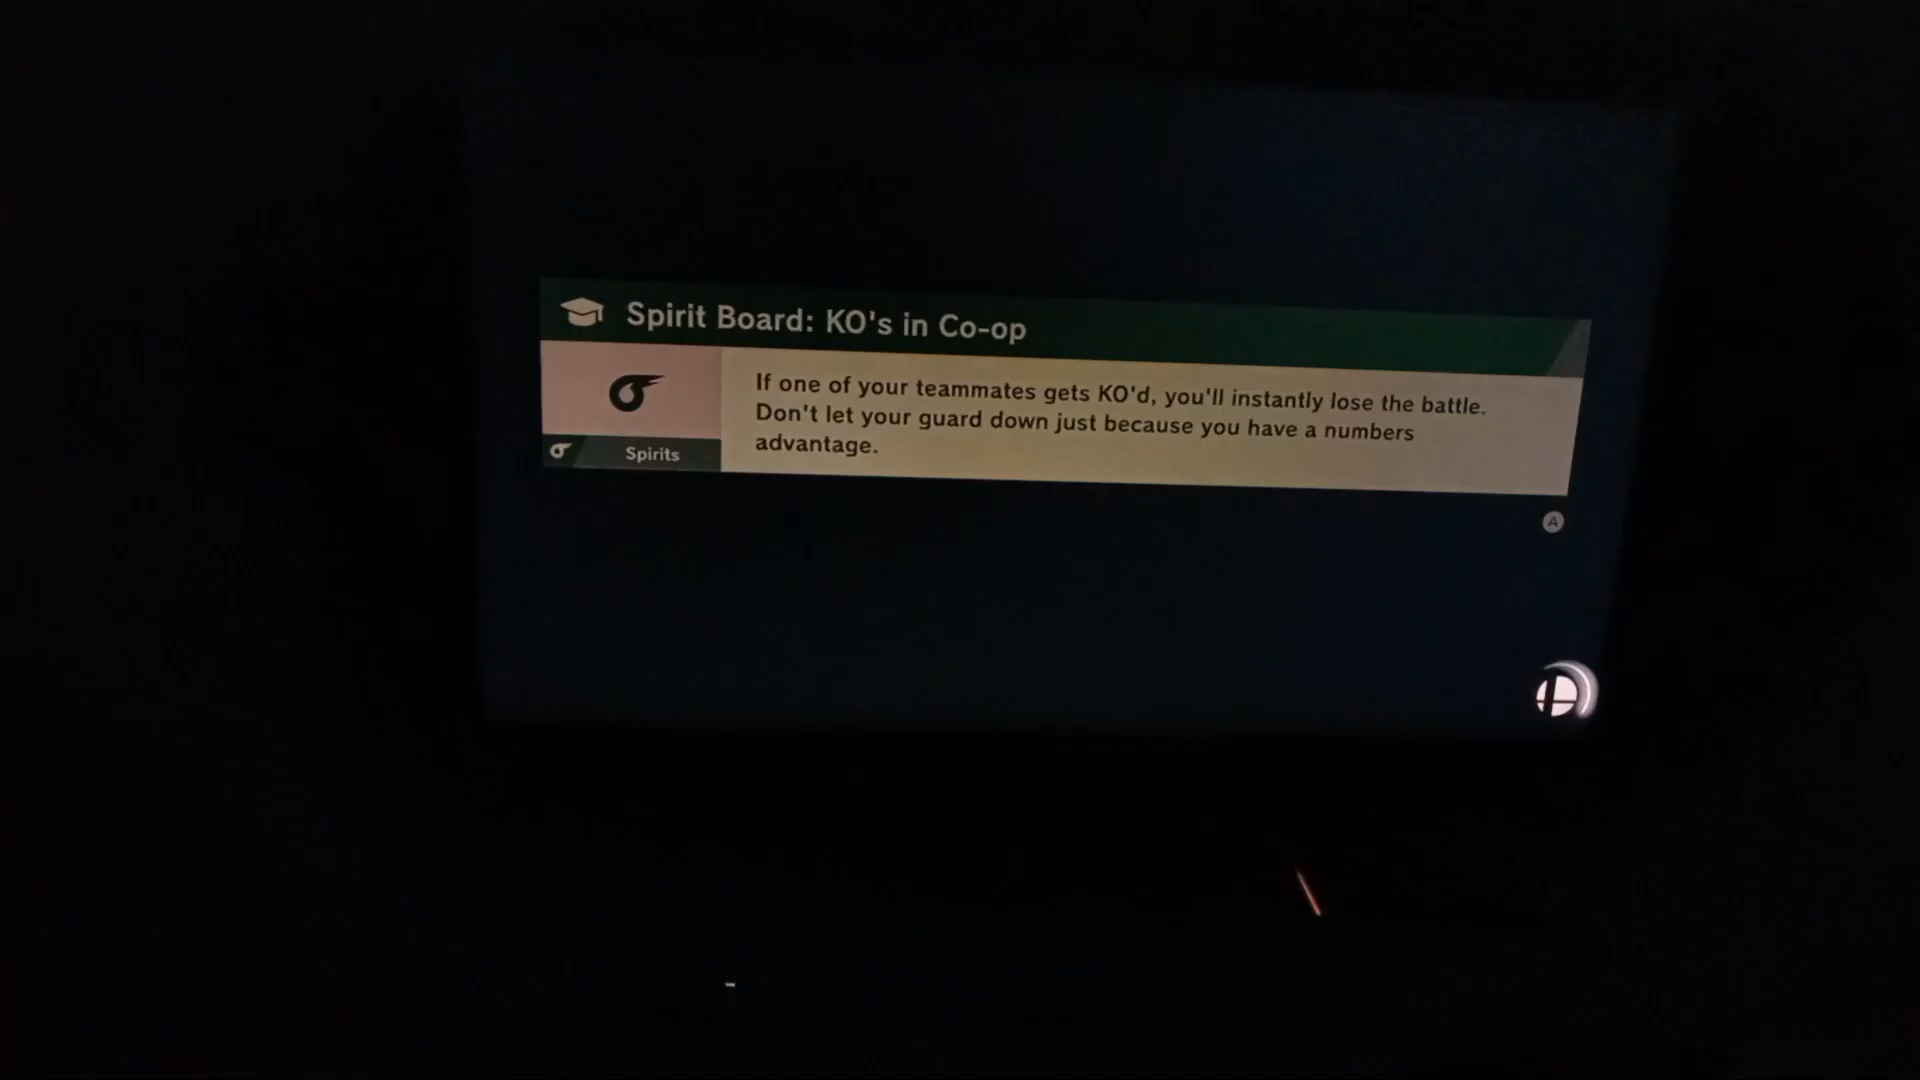 Spirit Board: KO's in Co-op
If one of your teammates gets KO'd, you'll instantly lose the battle.
Don't let your guard down just because you have a numbers
advantage.
Spirits
A